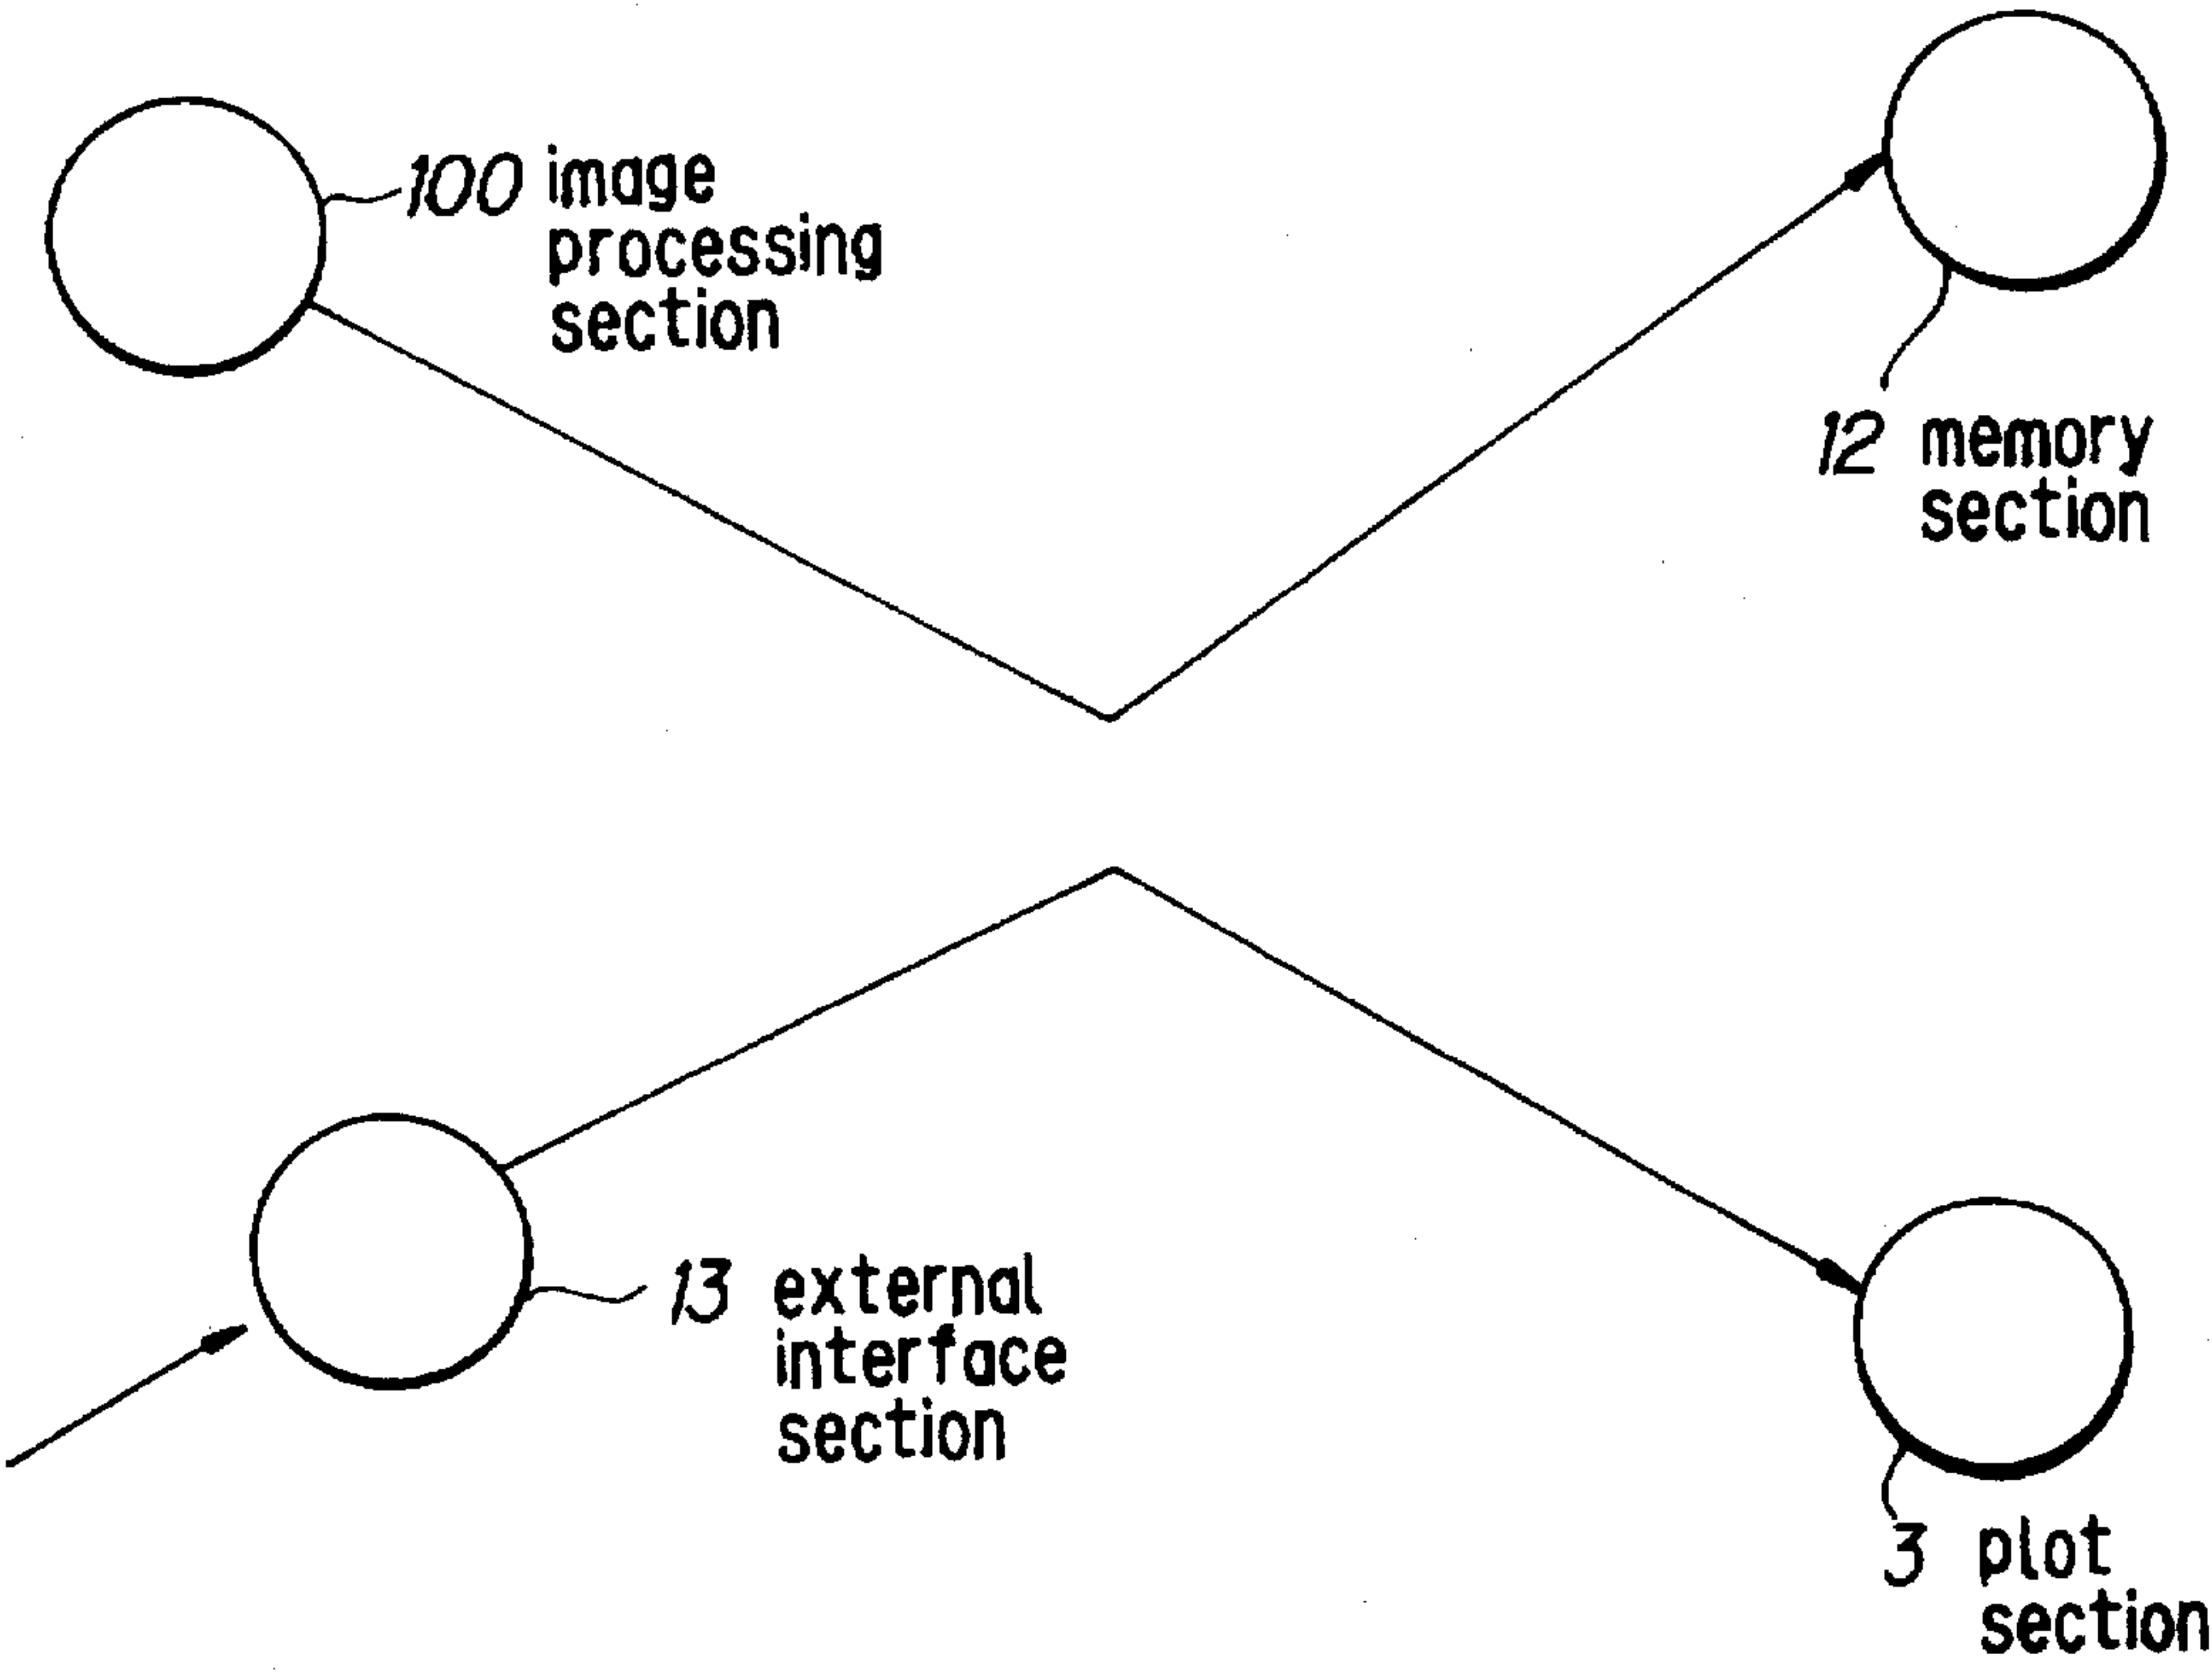 100 image
processing
section
12 memory
section
13 external
interface
section
3 plot
section